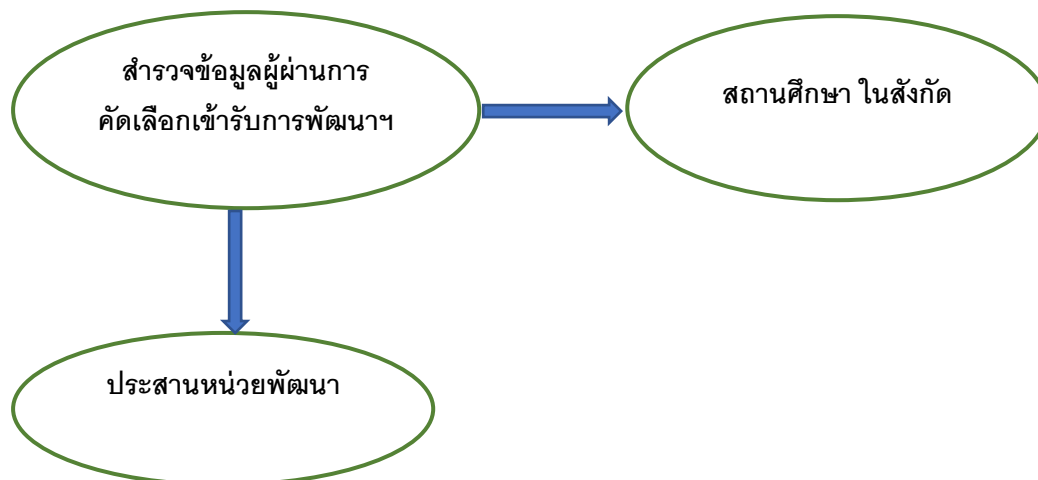 สำรวจข้อมูลผู้ผ่านการ
คัดเลือกเข้ารับการพัฒนาฯ
สถานศึกษา ในสังกัด
ประสานหน่วยพัฒนา